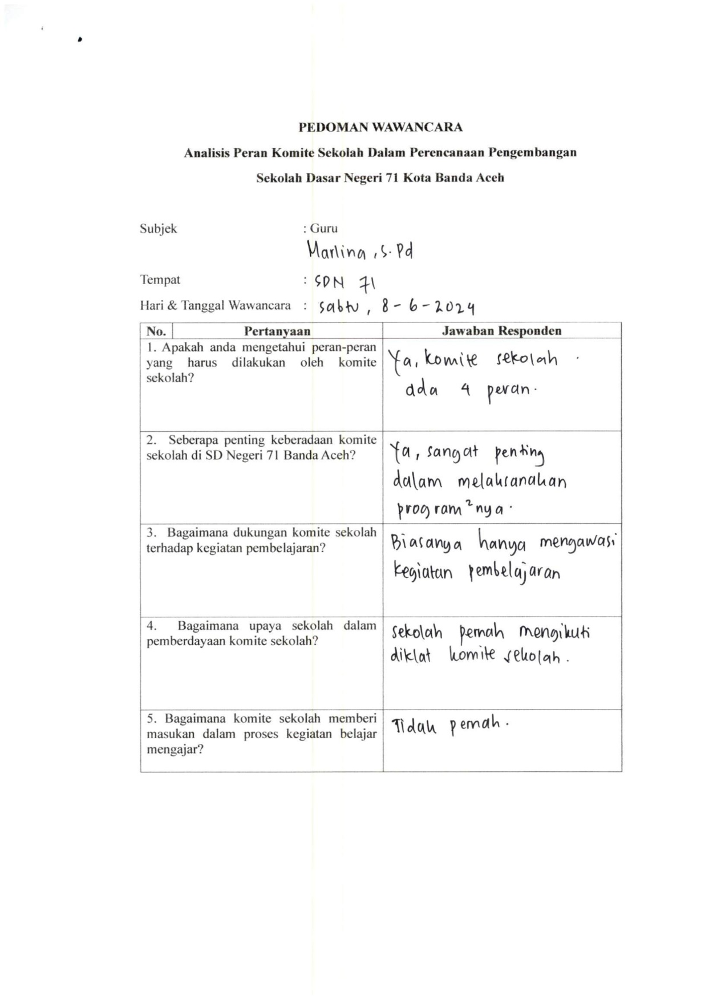 PEDOMAN WAWANCARA
Analisis Peran Komite Sekolah Dalam Perencanaan Pengembangan
Sekolah Dasar Negeri 71 Kota Banda Aceh
Subjek : Guru
Marlina, S.Pd
Tempat : SDN 71
Hari & Tanggal Wawancara : Sabtu, 8-6-2024
No. Pertanyaan Jawaban Responden
1. Apakah anda mengetahui peran-peran
yang harus dilakukan oleh komite
sekolah?
Ya, komite sekolah
ada 4 peran.
2. Seberapa penting keberadaan komite
sekolah di SD Negeri 71 Banda Aceh?
Ya, sangat penting
dalam melaksanakan
program²nya.
3. Bagaimana dukungan komite sekolah
terhadap kegiatan pembelajaran?
Biasanya hanya mengawasi
kegiatan pembelajaran
4. Bagaimana upaya sekolah dalam
pemberdayaan komite sekolah?
sekolah pernah mengikuti
diklat komite sekolah.
5. Bagaimana komite sekolah memberi
masukan dalam proses kegiatan belajar
mengajar?
Tidak pernah.